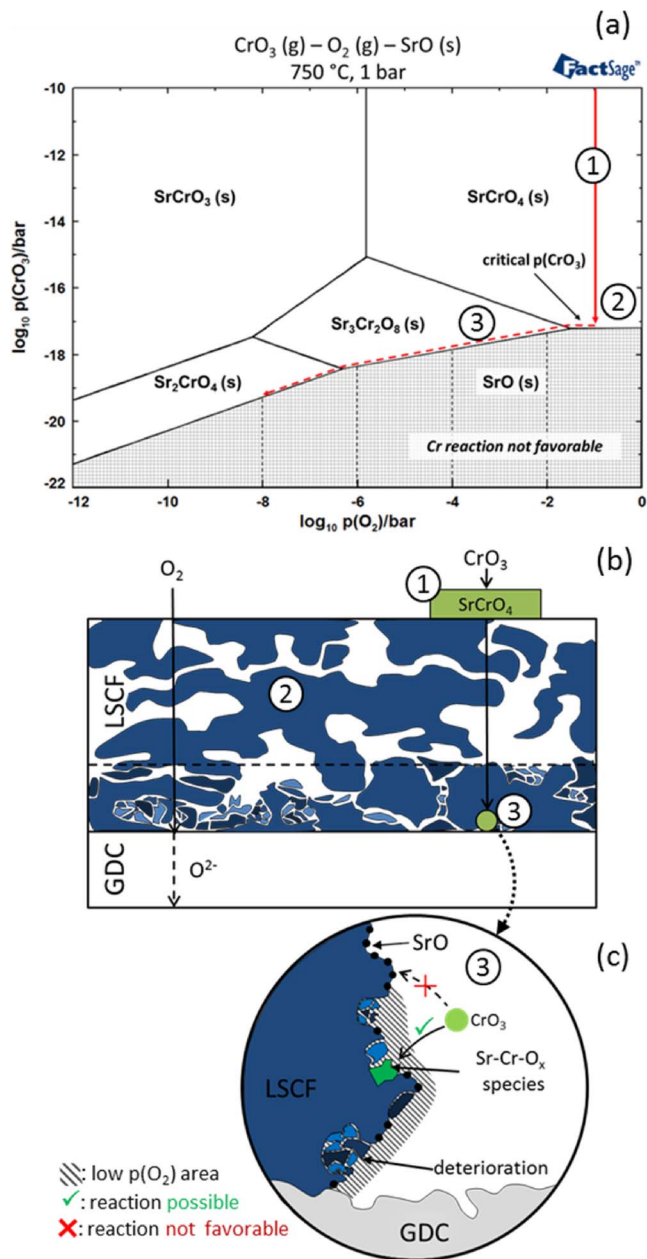 (a)
CrO₃ (g) – O₂ (g) – SrO (s)
750 °C, 1 bar
FactSage™
-10
-12
-14
-16
-18
-20
-22
log₁₀ p(CrO₃)/bar
SrCrO₃ (s)
SrCrO₄ (s)
1
critical p(CrO₃)
2
Sr₃Cr₂O₈ (s)
3
Sr₂CrO₄ (s)
SrO (s)
Cr reaction not favorable
-12
-10
-8
-6
-4
-2
0
log₁₀ p(O₂)/bar
(b)
O₂
CrO₃
1
SrCrO₄
LSCF
2
3
GDC
O²⁻
(c)
SrO
3
CrO₃
LSCF
Sr-Cr-Oₓ
species
deterioration
GDC
: low p(O₂) area
✓: reaction possible
✗: reaction not favorable